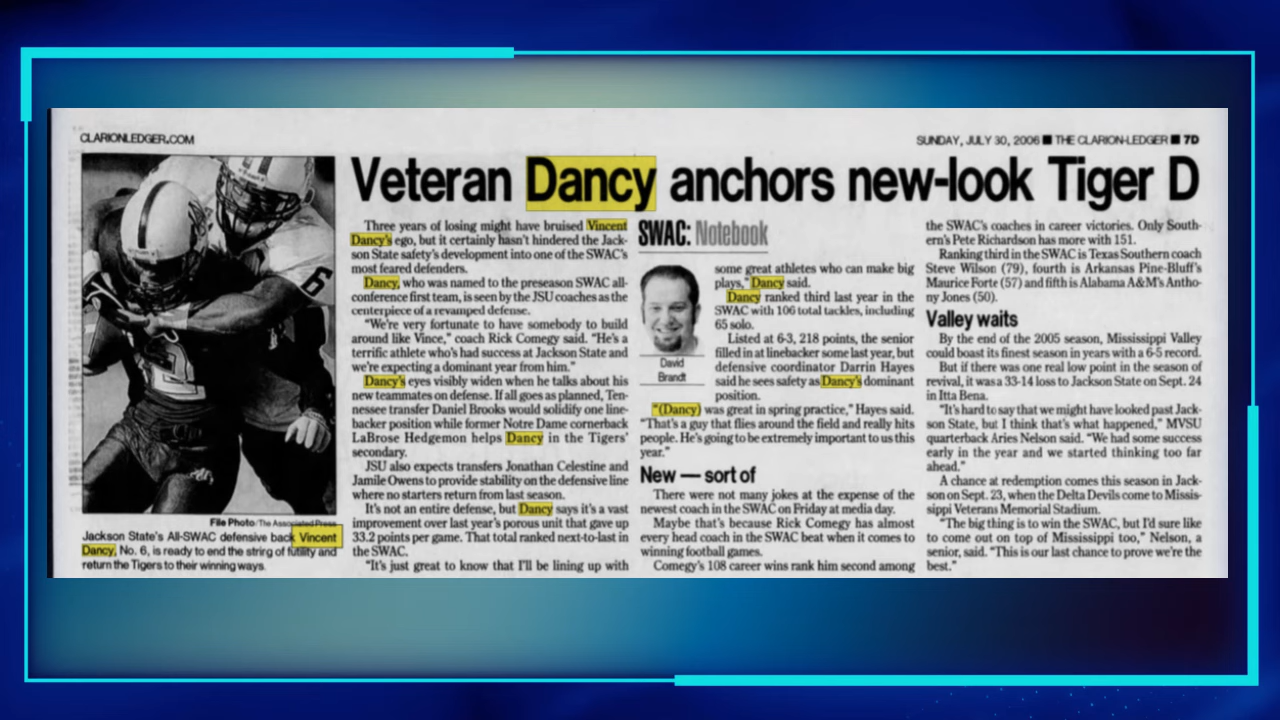 CLARIONLEDGER.COM
SUNDAY, JULY 30, 2006 ■ THE CLARION-LEDGER ■ 7D
Veteran Dancy anchors new-look Tiger D
6
2
File Photo/The Associated Press
Jackson State's All-SWAC defensive back Vincent
Dancy, No. 6, is ready to end the string of futility and
return the Tigers to their winning ways.
Three years of losing might have bruised Vincent
Dancy's ego, but it certainly hasn't hindered the Jack-
son State safety's development into one of the SWAC's
most feared defenders.
Dancy, who was named to the preseason SWAC all-
conference first team, is seen by the JSU coaches as the
centerpiece of a revamped defense.
"We're very fortunate to have somebody to build
around like Vince," coach Rick Comegy said. "He's a
terrific athlete who's had success at Jackson State and
we're expecting a dominant year from him."
Dancy's eyes visibly widen when he talks about his
new teammates on defense. If all goes as planned, Ten-
nessee transfer Daniel Brooks would solidify one line-
backer position while former Notre Dame cornerback
LaBrose Hedgemon helps Dancy in the Tigers'
secondary.
JSU also expects transfers Jonathan Celestine and
Jamile Owens to provide stability on the defensive line
where no starters return from last season.
It's not an entire defense, but Dancy says it's a vast
improvement over last year's porous unit that gave up
33.2 points per game. That total ranked next-to-last in
the SWAC.
"It's just great to know that I'll be lining up with
SWAC: Notebook
David
Brandt
some great athletes who can make big
plays," Dancy said.
Dancy ranked third last year in the
SWAC with 106 total tackles, including
65 solo.
Listed at 6-3, 218 points, the senior
filled in at linebacker some last year, but
defensive coordinator Darrin Hayes
said he sees safety as Dancy's dominant
position.
"(Dancy) was great in spring practice," Hayes said.
"That's a guy that flies around the field and really hits
people. He's going to be extremely important to us this
year."
New — sort of
There were not many jokes at the expense of the
newest coach in the SWAC on Friday at media day.
Maybe that's because Rick Comegy has almost
every head coach in the SWAC beat when it comes to
winning football games.
Comegy's 108 career wins rank him second among
the SWAC's coaches in career victories. Only South-
ern's Pete Richardson has more with 151.
Ranking third in the SWAC is Texas Southern coach
Steve Wilson (79), fourth is Arkansas Pine-Bluff's
Maurice Forte (57) and fifth is Alabama A&M's Antho-
ny Jones (50).
Valley waits
By the end of the 2005 season, Mississippi Valley
could boast its finest season in years with a 6-5 record.
But if there was one real low point in the season of
revival, it was a 33-14 loss to Jackson State on Sept. 24
in Itta Bena.
"It's hard to say that we might have looked past Jack-
son State, but I think that's what happened," MVSU
quarterback Aries Nelson said. "We had some success
early in the year and we started thinking too far
ahead."
A chance at redemption comes this season in Jack-
son on Sept. 23, when the Delta Devils come to Missis-
sippi Veterans Memorial Stadium.
"The big thing is to win the SWAC, but I'd sure like
to come out on top of Mississippi too," Nelson, a
senior, said. "This is our last chance to prove we're the
best."